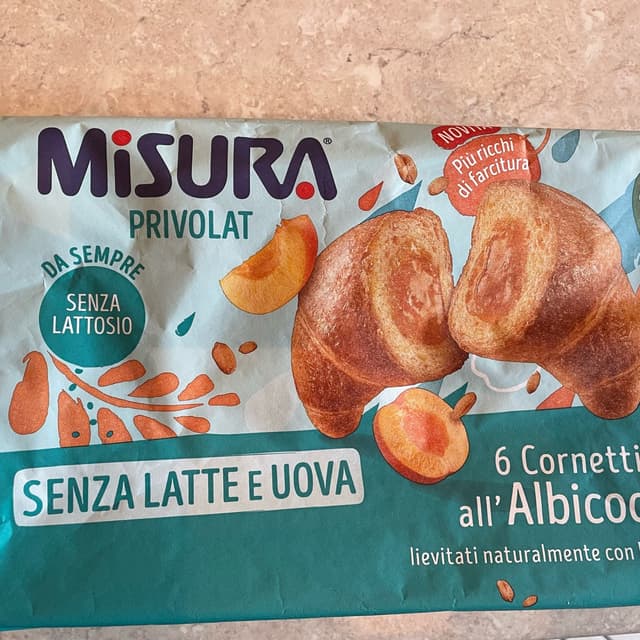 MiSURA®
PRIVOLAT
DA SEMPRE
SENZA
LATTOSIO
Più ricchi
di farcitura
SENZA LATTE E UOVA
6 Cornetti
all'Albicoc
lievitati naturalmente con